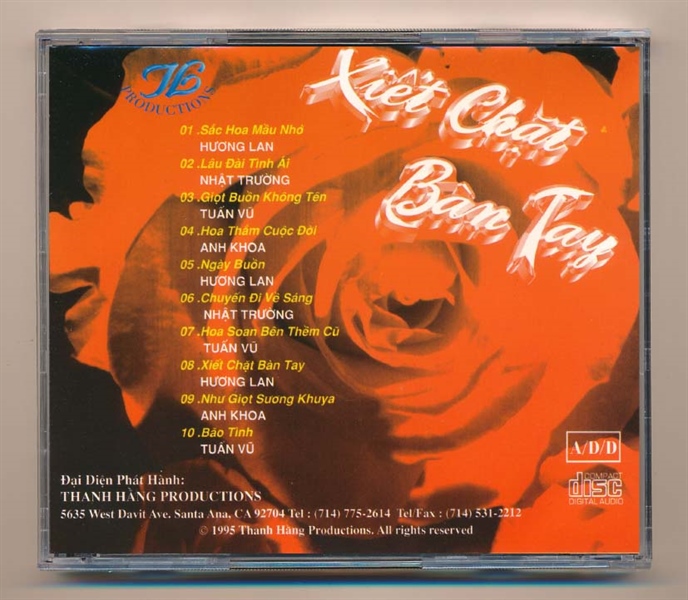 TH
PRODUCTIONS
Xiết Chặt
Bàn Tay
01 .Sắc Hoa Mầu Nhớ
HƯƠNG LAN
02 .Lâu Đài Tình Ái
NHẬT TRƯỜNG
03 .Giọt Buồn Không Tên
TUẤN VŨ
04 .Hoa Thắm Cuộc Đời
ANH KHOA
05 .Ngày Buồn
HƯƠNG LAN
06 .Chuyến Đi Về Sáng
NHẬT TRƯỜNG
07 .Hoa Soan Bên Thềm Cũ
TUẤN VŨ
08 .Xiết Chặt Bàn Tay
HƯƠNG LAN
09 .Như Giọt Sương Khuya
ANH KHOA
10 .Bão Tình
TUẤN VŨ
A/D/D
COMPACT
disc
DIGITAL AUDIO
Đại Diện Phát Hành:
THANH HẰNG PRODUCTIONS
5635 West Davit Ave. Santa Ana, CA 92704 Tel : (714) 775-2614 Tel/Fax : (714) 531-2212
© 1995 Thanh Hằng Productions. All rights reserved